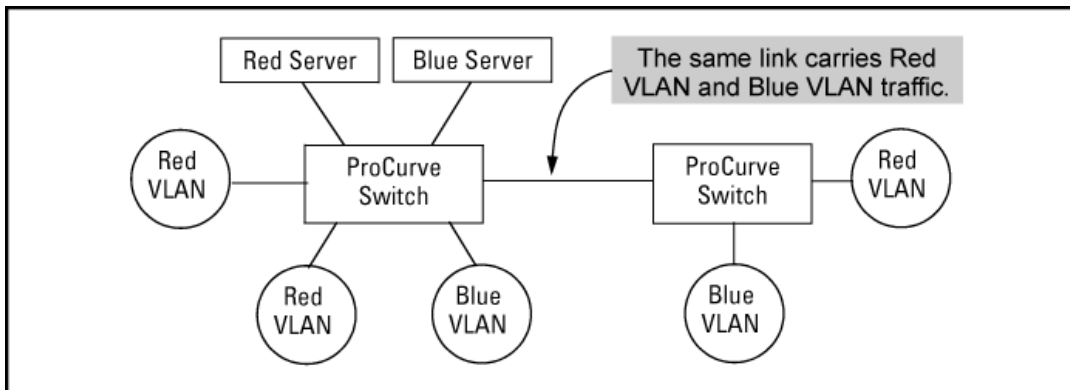 Red Server
Blue Server
The same link carries Red
VLAN and Blue VLAN traffic.
Red
VLAN
ProCurve
Switch
ProCurve
Switch
Red
VLAN
Red
VLAN
Blue
VLAN
Blue
VLAN